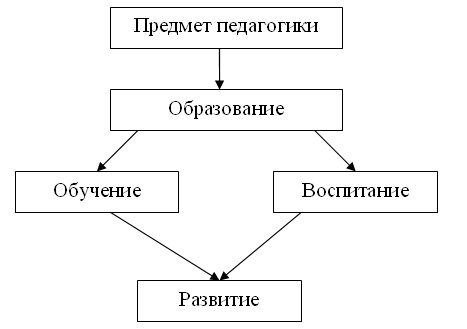 Предмет педагогики
Образование
Обучение
Воспитание
Развитие